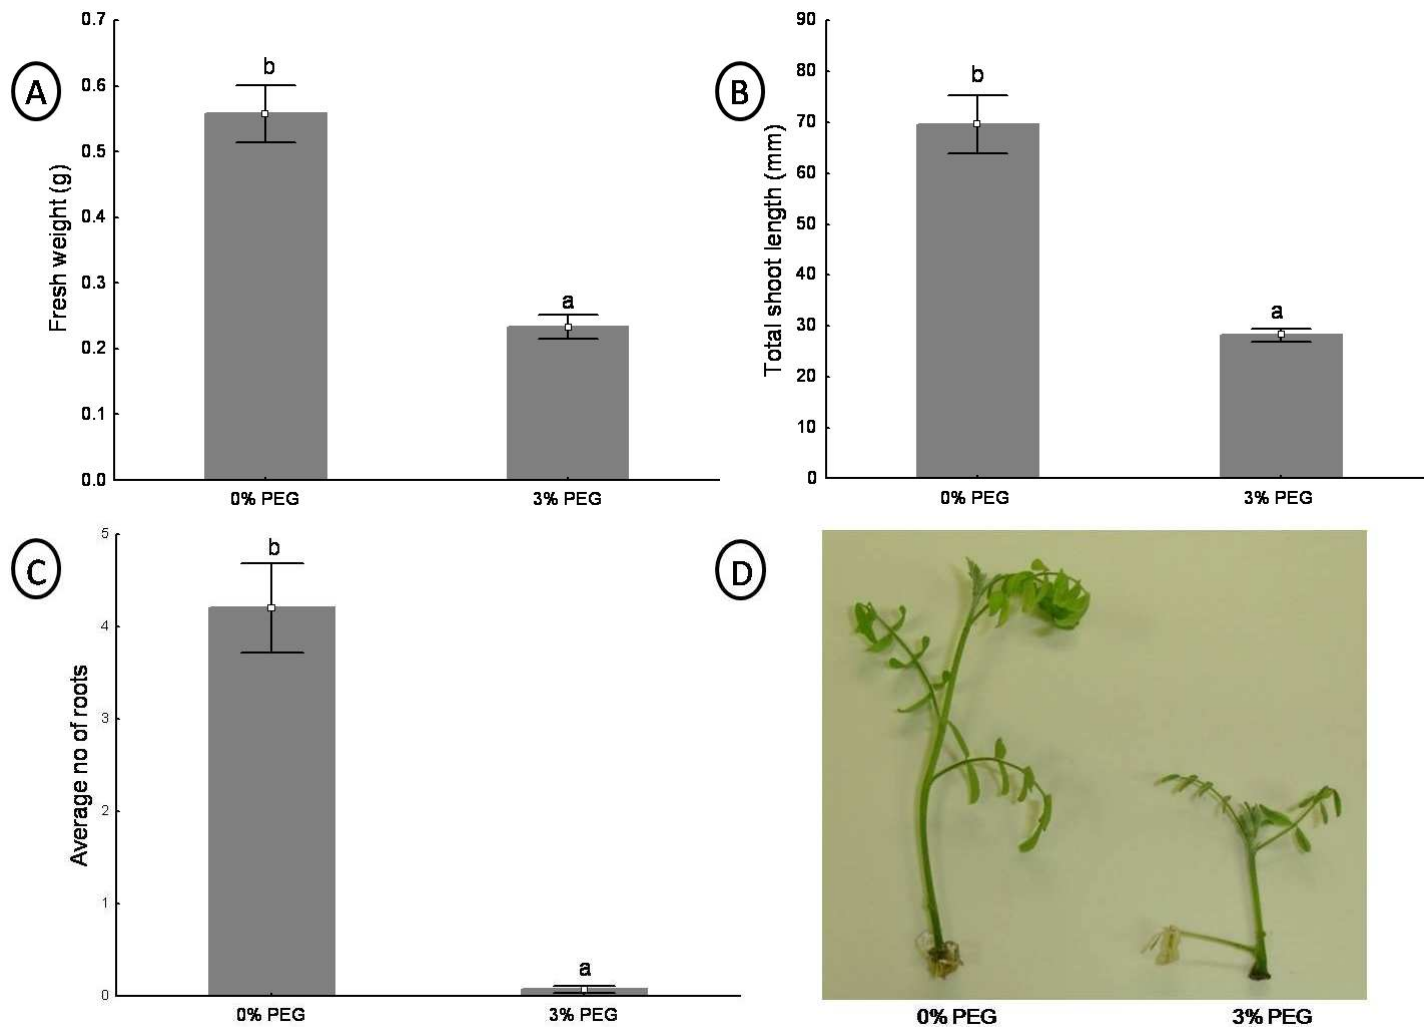 A
Fresh weight (g)
0.7
0.6
0.5
0.4
0.3
0.2
0.1
0.0
b
a
0% PEG
3% PEG
B
Total shoot length (mm)
90
80
70
60
50
40
30
20
10
0
b
a
0% PEG
3% PEG
C
Average no of roots
5
4
3
2
1
0
b
a
0% PEG
3% PEG
D
0% PEG
3% PEG